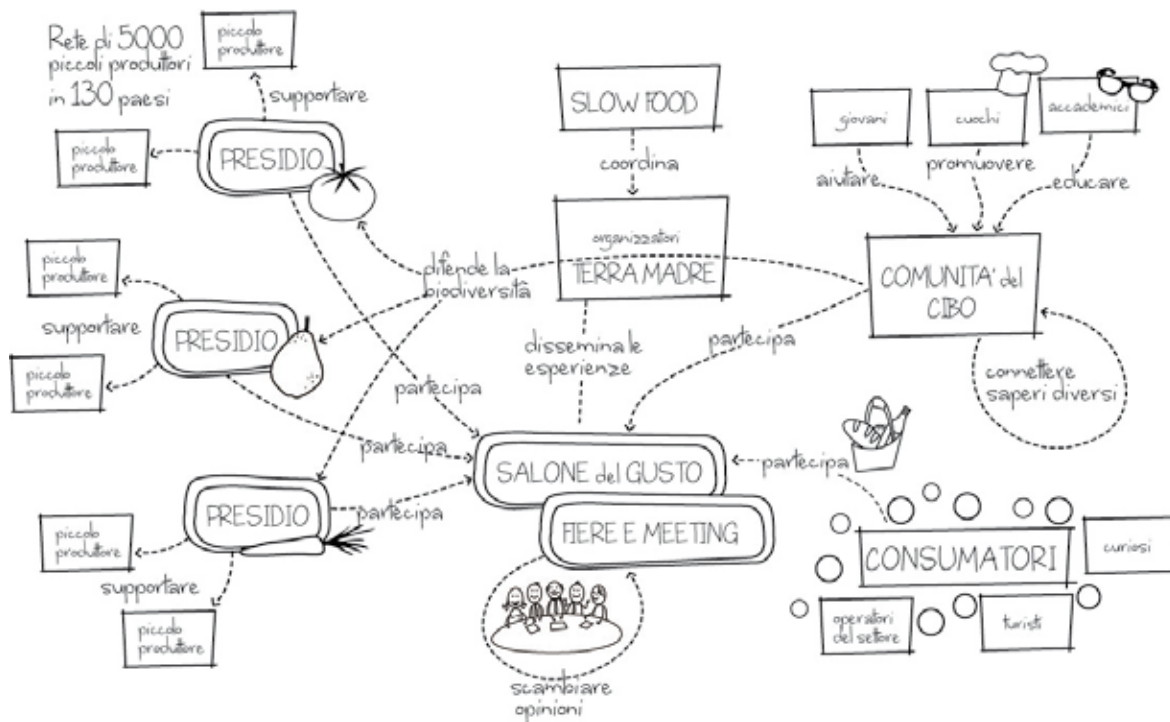 Rete di 5000
piccoli produttori
in 130 paesi
piccolo
produttore
supportare
piccolo
produttore
PRESIDIO
SLOW FOOD
coordina
organizzatori
TERRA MADRE
giovani
cuochi
accademici
aiutare
promuovere
educare
COMUNITA' del
CIBO
difende la
biodiversità
piccolo
produttore
supportare
PRESIDIO
piccolo
produttore
dissemina le
esperienze
partecipa
connettere
saperi diversi
partecipa
partecipa
SALONE del GUSTO
partecipa
PRESIDIO
partecipa
FIERE E MEETING
piccolo
produttore
supportare
piccolo
produttore
CONSUMATORI
curiosi
operatori
del settore
turisti
scambiare
opinioni